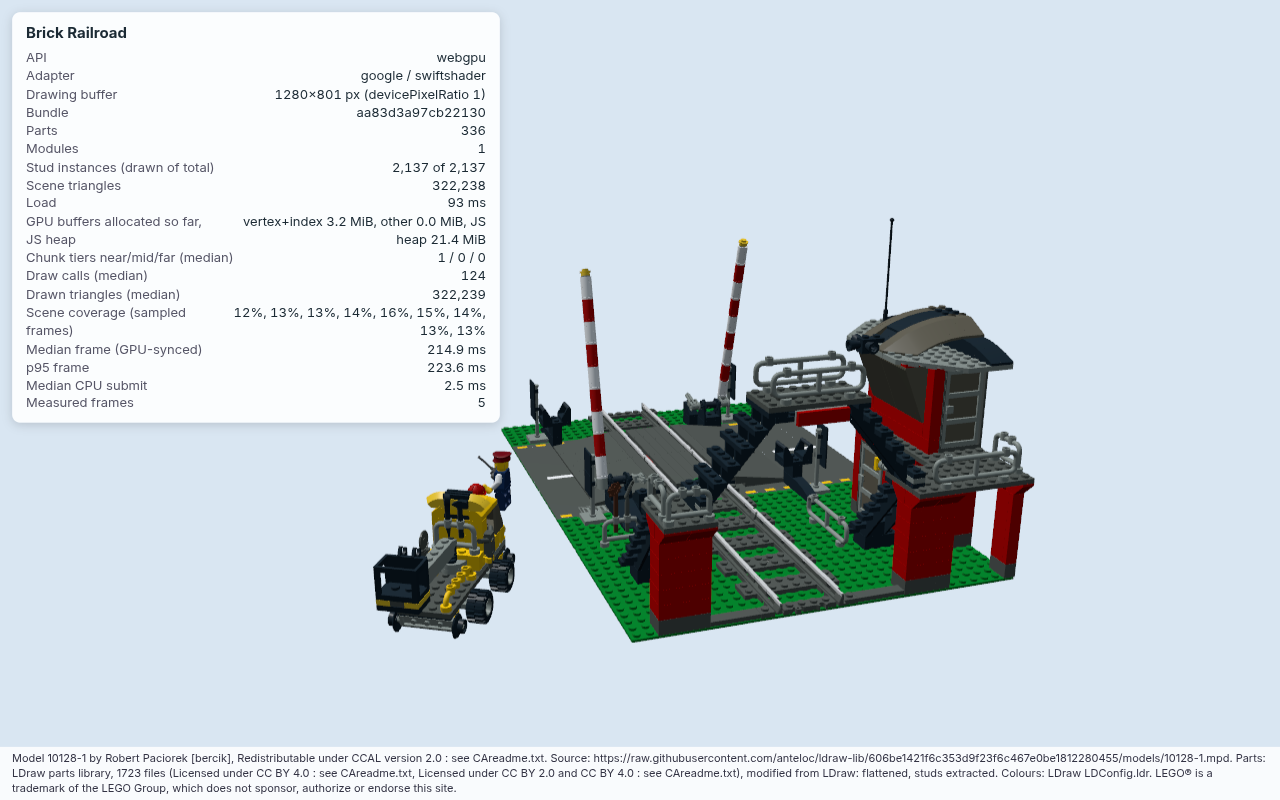 Brick Railroad
API webgpu
Adapter google / swiftshader
Drawing buffer 1280×801 px (devicePixelRatio 1)
Bundle aa83d3a97cb22130
Parts 336
Modules 1
Stud instances (drawn of total) 2,137 of 2,137
Scene triangles 322,238
Load 93 ms
GPU buffers allocated so far, vertex+index 3.2 MiB, other 0.0 MiB, JS
JS heap heap 21.4 MiB
Chunk tiers near/mid/far (median) 1 / 0 / 0
Draw calls (median) 124
Drawn triangles (median) 322,239
Scene coverage (sampled 12%, 13%, 13%, 14%, 16%, 15%, 14%,
frames) 13%, 13%
Median frame (GPU-synced) 214.9 ms
p95 frame 223.6 ms
Median CPU submit 2.5 ms
Measured frames 5
Model 10128-1 by Robert Paciorek [bercik], Redistributable under CCAL version 2.0 : see CAreadme.txt. Source: https://raw.githubusercontent.com/anteloc/ldraw-lib/606be1421f6c353d9f23f6c467e0be1812280455/models/10128-1.mpd. Parts:
LDraw parts library, 1723 files (Licensed under CC BY 4.0 : see CAreadme.txt, Licensed under CC BY 2.0 and CC BY 4.0 : see CAreadme.txt), modified from LDraw: flattened, studs extracted. Colours: LDraw LDConfig.ldr. LEGO® is a
trademark of the LEGO Group, which does not sponsor, authorize or endorse this site.